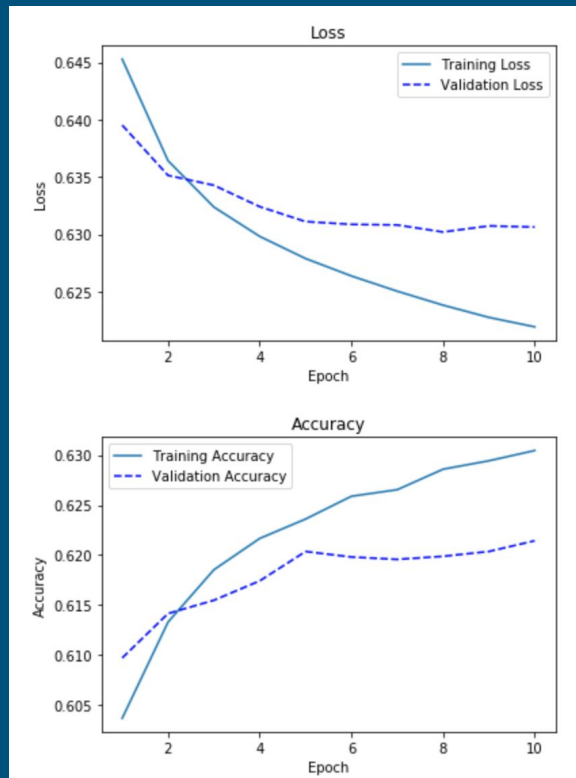 Loss
Training Loss
Validation Loss
0.645
0.640
0.635
0.630
0.625
Loss
2 4 6 8 10
Epoch
Accuracy
Training Accuracy
Validation Accuracy
0.630
0.625
0.620
0.615
0.610
0.605
Accuracy
2 4 6 8 10
Epoch